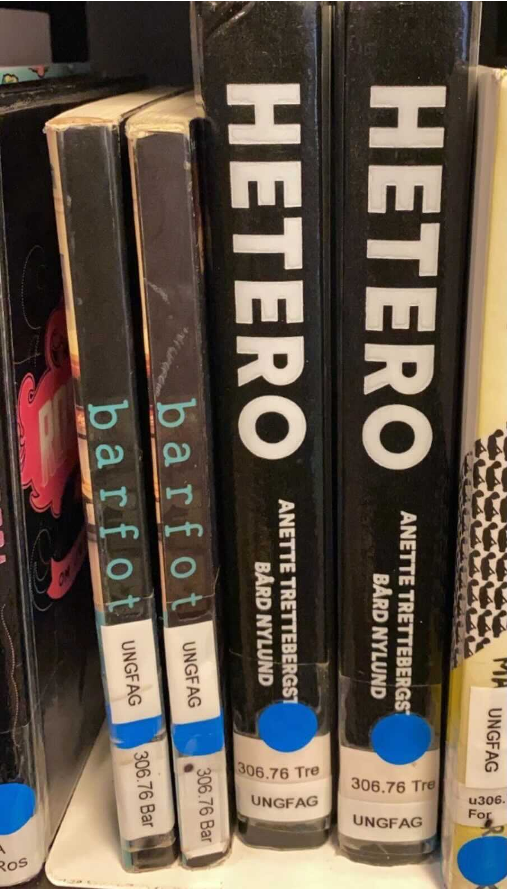 barfot
UNGFAG
306.76 Bar
barfot
UNGFAG
306.76 Bar
HETERO
ANETTE TRETTEBERGST
BÅRD NYLUND
306.76 Tre
UNGFAG
HETERO
ANETTE TRETTEBERGS
BÅRD NYLUND
306.76 Tre
UNGFAG
UNGFAG
u306.
For